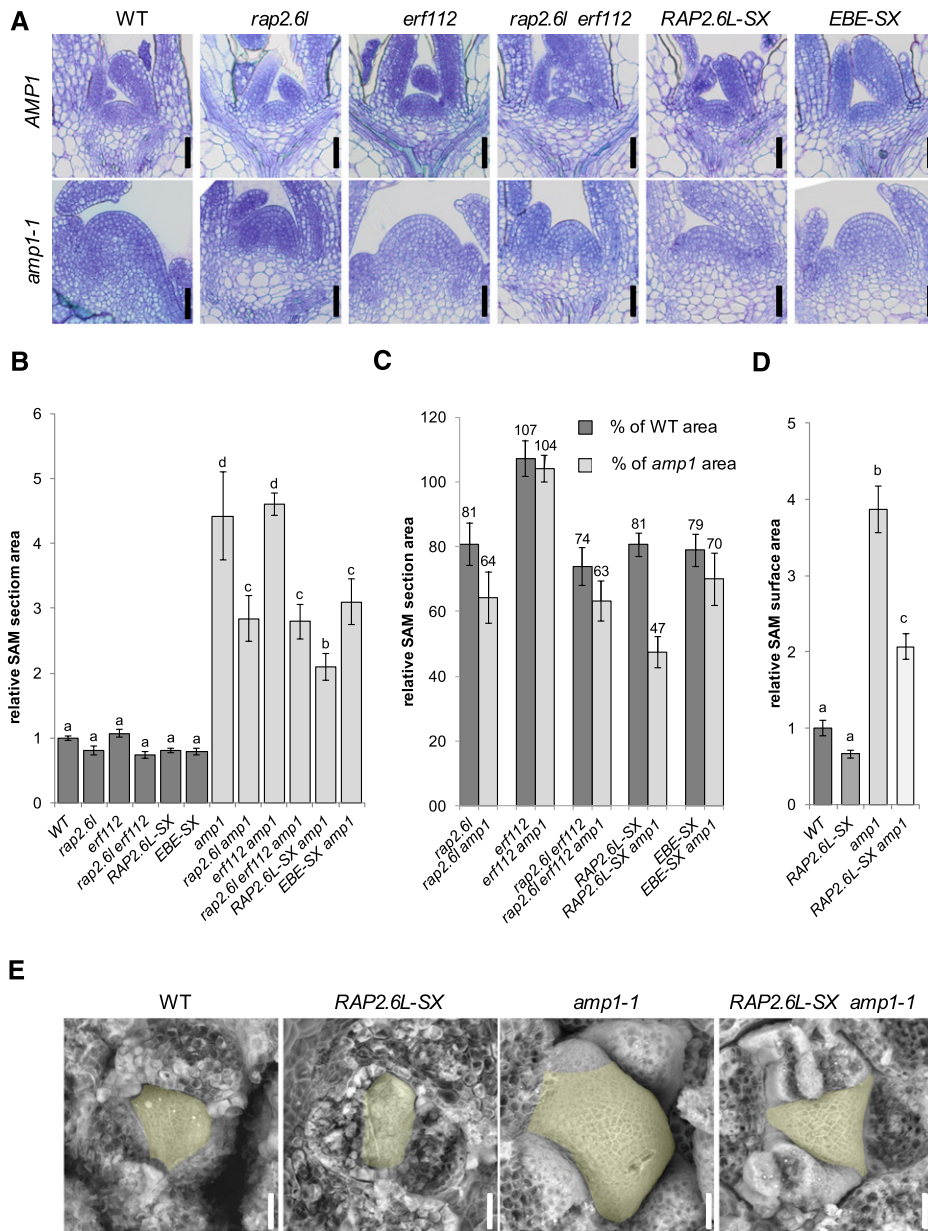 A
WT rap2.6l erf112 rap2.6l erf112 RAP2.6L-SX EBE-SX
AMP1
amp1-1
B
relative SAM sectiom area
6
5
4
3
2
1
0
a a a a a a d c d c b c
WT rap2.6l erf112 rap2.6l erf112 RAP2.6L-SX EBE-SX amp1 rap2.6l amp1 erf112 amp1 rap2.6l erf112 amp1 RAP2.6L-SX amp1 EBE-SX amp1
C
relative SAM section area
120
100
80
60
40
20
00
% of WT area
% of amp1 area
81 64 107 104 74 63 81 47 79 70
rap2.6l
rap2.6l amp1
erf112
erf112 amp1
rap2.6l erf112
rap2.6l erf112 amp1
RAP2.6L-SX
RAP2.6L-SX amp1
EBE-SX
EBE-SX amp1
D
relative SAM surface area
5
4
3
2
1
0
a a b c
WT RAP2.6L-SX amp1 RAP2.6L-SX amp1
E
WT RAP2.6L-SX amp1-1 RAP2.6L-SX amp1-1